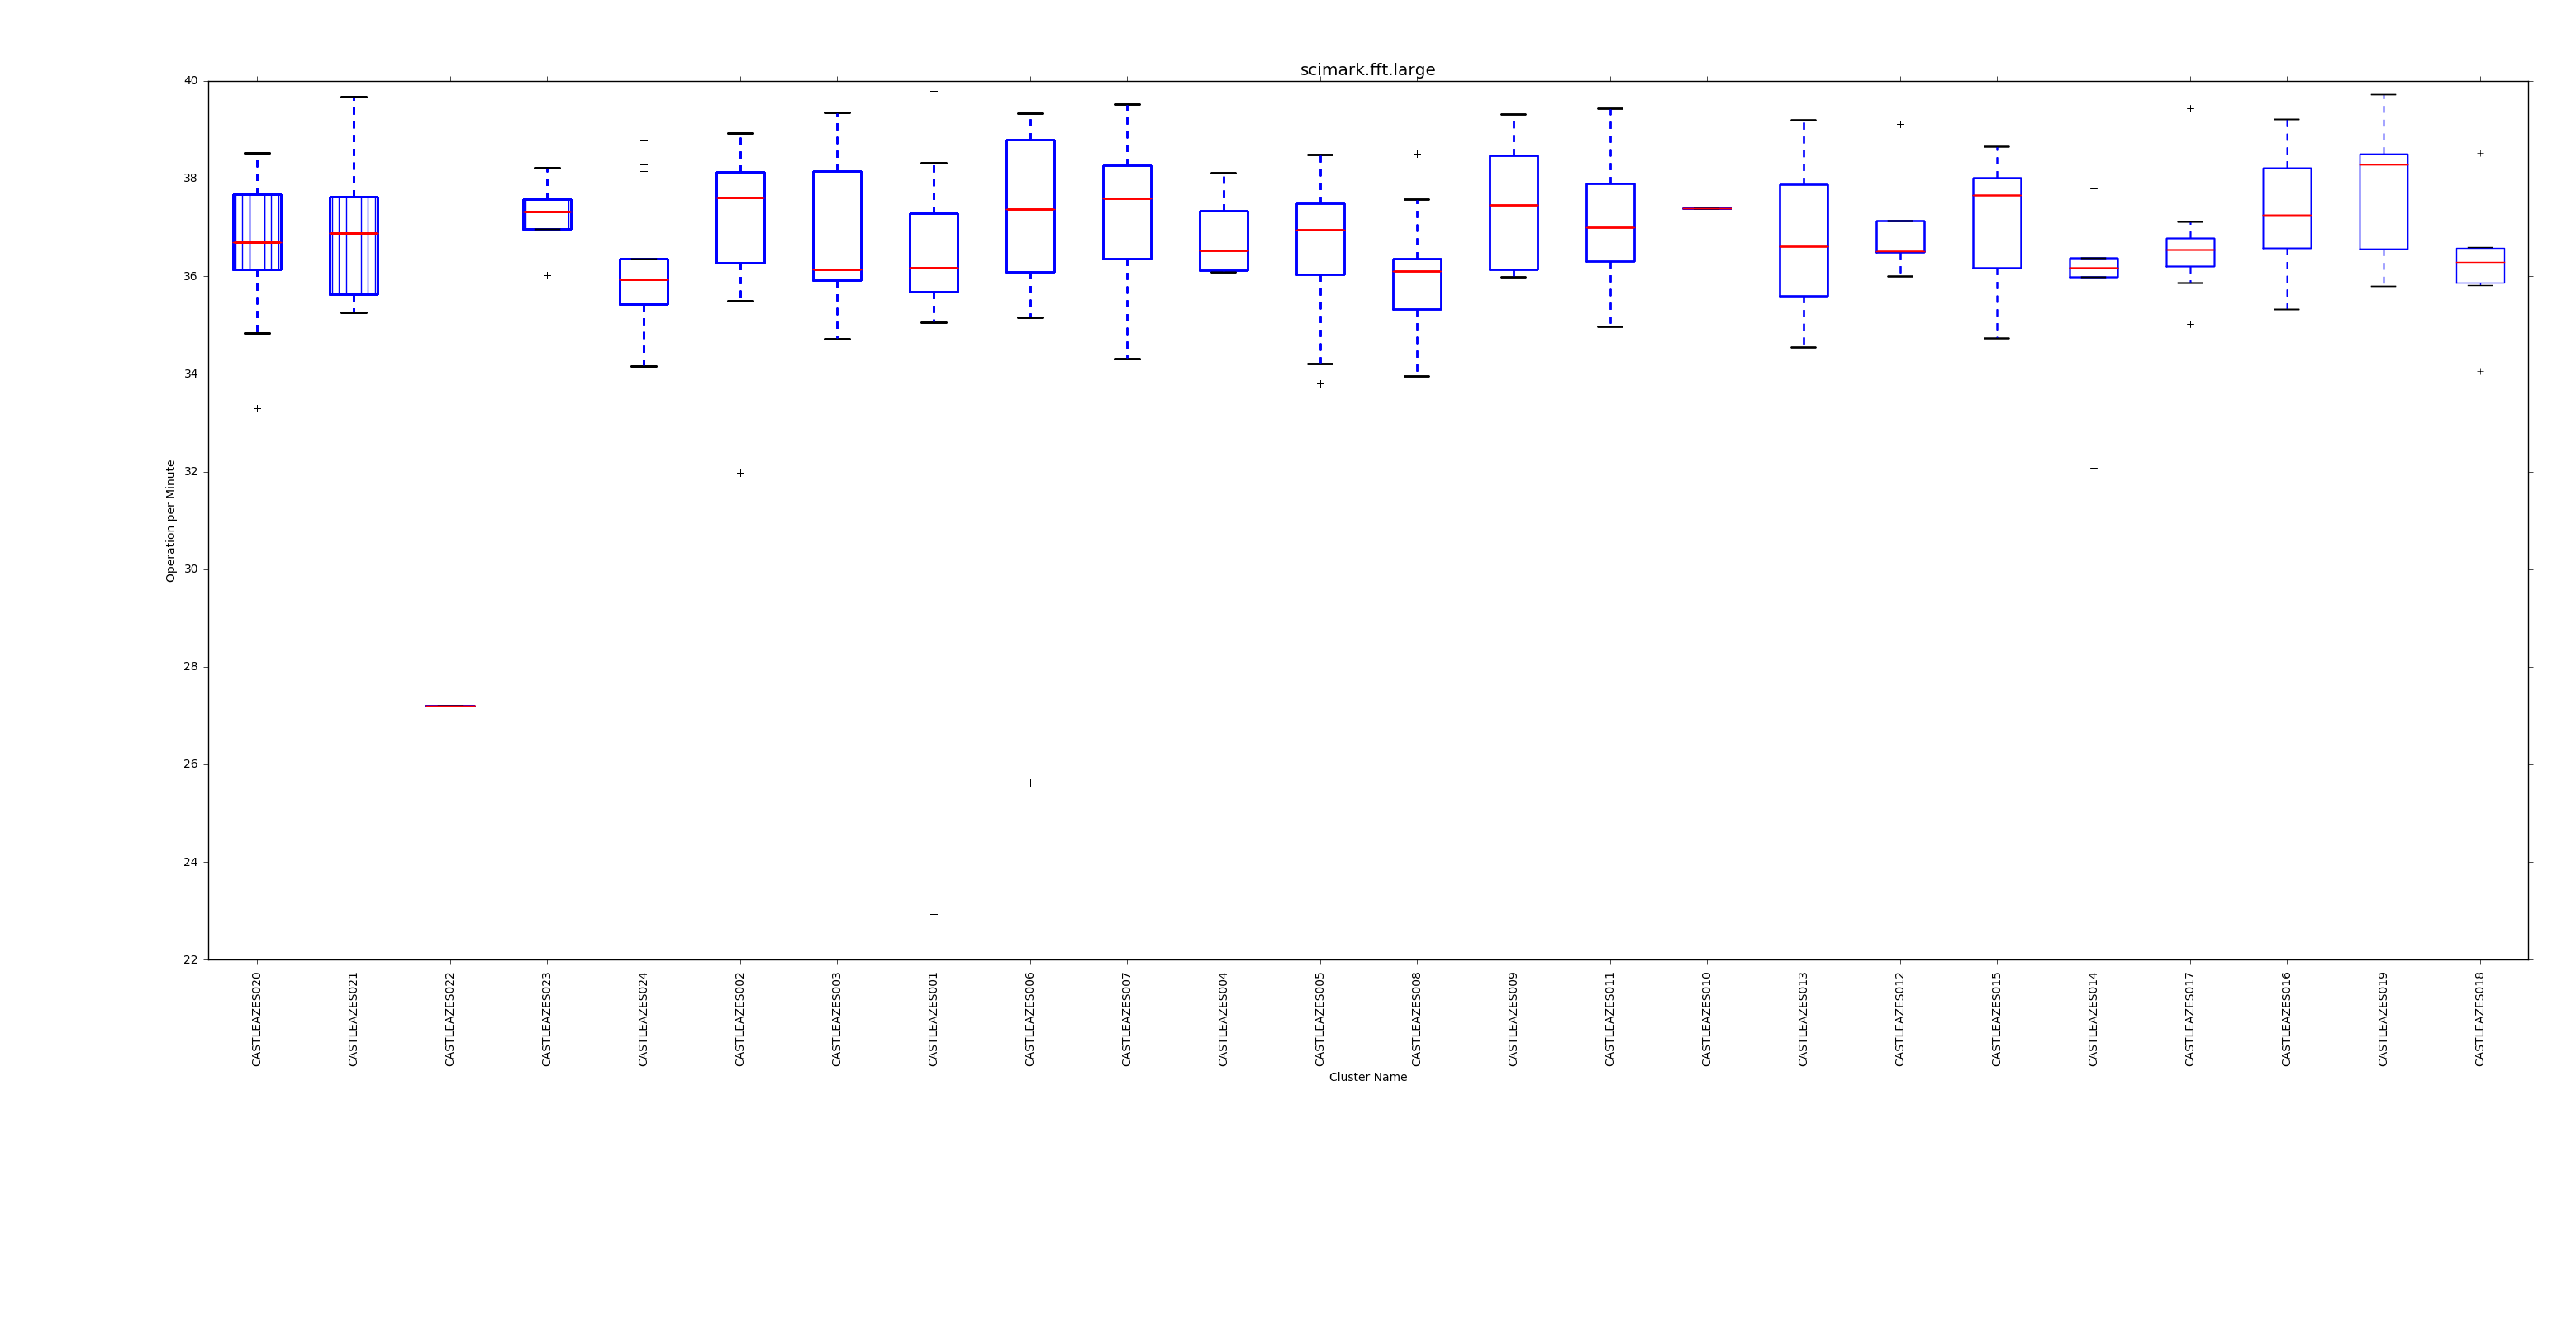 scimark.fft.large
40
38
36
34
32
30
28
26
24
22
Operation per Minute
CASTLEAZES020
CASTLEAZES021
CASTLEAZES022
CASTLEAZES023
CASTLEAZES024
CASTLEAZES002
CASTLEAZES003
CASTLEAZES001
CASTLEAZES006
CASTLEAZES007
CASTLEAZES004
CASTLEAZES005
CASTLEAZES008
CASTLEAZES009
CASTLEAZES011
CASTLEAZES010
CASTLEAZES013
CASTLEAZES012
CASTLEAZES015
CASTLEAZES014
CASTLEAZES017
CASTLEAZES016
CASTLEAZES019
CASTLEAZES018
Cluster Name